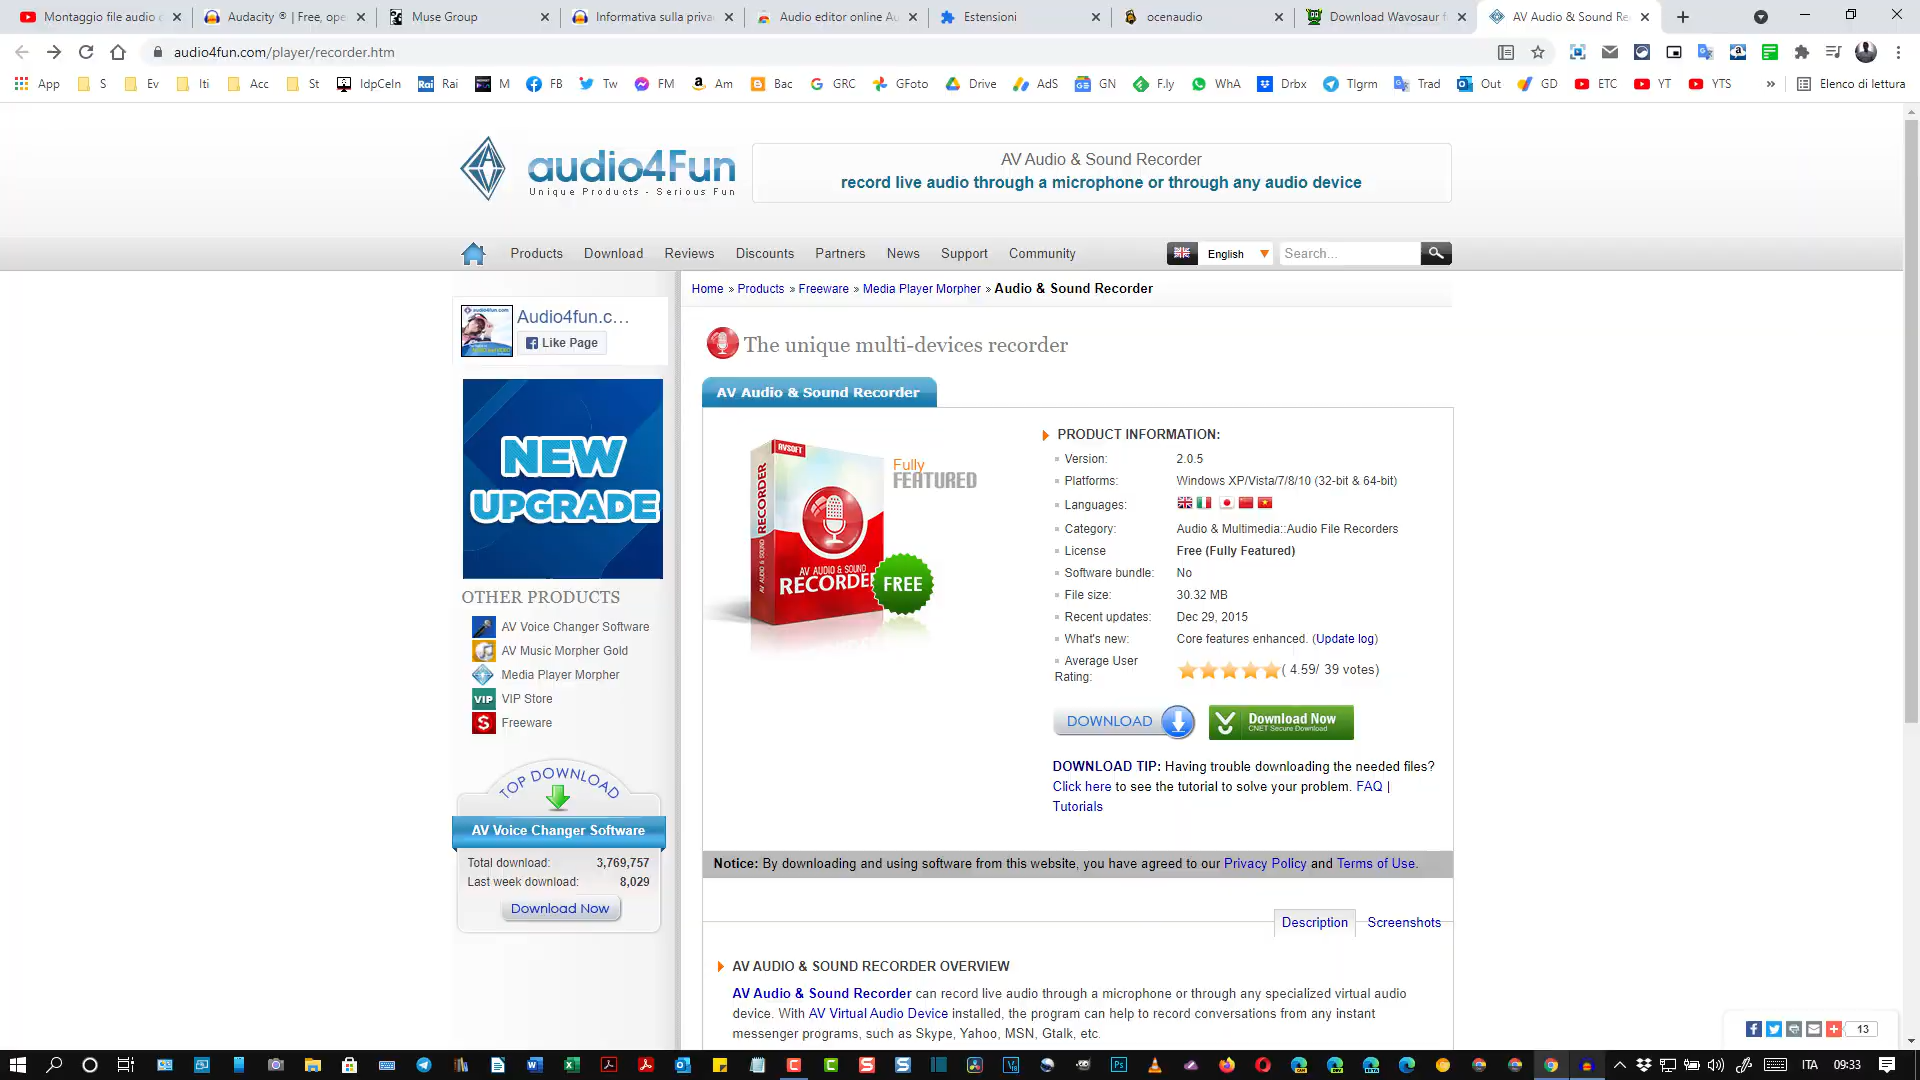 Montaggio file audio c
Audacity ® | Free, ope
Muse Group
Informativa sulla priva
Audio editor online Au
Estensioni
ocenaudio
Download Wavosaur f
AV Audio & Sound Re
audio4fun.com/player/recorder.htm
App
S
Ev
Iti
Acc
St
IdpCeIn
Rai
Rai
M
FB
Tw
FM
Am
Bac
GRC
GFoto
Drive
AdS
GN
F.ly
WhA
Drbx
Tlgrm
Trad
Out
GD
ETC
YT
YTS
»
Elenco di lettura
audio4Fun
Unique Products - Serious Fun
AV Audio & Sound Recorder
record live audio through a microphone or through any audio device
Products
Download
Reviews
Discounts
Partners
News
Support
Community
English
Search...
Home » Products » Freeware » Media Player Morpher » Audio & Sound Recorder
Audio4fun.c...
Like Page
The unique multi-devices recorder
NEW
UPGRADE
AV Audio & Sound Recorder
AVSOFT
RECORDER
AV AUDIO & SOUND
AV AUDIO & SOUND
RECORDER
FREE
Fully
FEATURED
PRODUCT INFORMATION:
Version: 2.0.5
Platforms: Windows XP/Vista/7/8/10 (32-bit & 64-bit)
Languages:
Category: Audio & Multimedia::Audio File Recorders
License Free (Fully Featured)
Software bundle: No
File size: 30.32 MB
Recent updates: Dec 29, 2015
What's new: Core features enhanced. (Update log)
Average User
Rating:
( 4.59/ 39 votes)
DOWNLOAD
Download Now
CNET Secure Download
DOWNLOAD TIP: Having trouble downloading the needed files?
Click here to see the tutorial to solve your problem. FAQ |
Tutorials
OTHER PRODUCTS
AV Voice Changer Software
AV Music Morpher Gold
Media Player Morpher
VIP VIP Store
Freeware
TOP DOWNLOAD
AV Voice Changer Software
Total download: 3,769,757
Last week download: 8,029
Download Now
Notice: By downloading and using software from this website, you have agreed to our Privacy Policy and Terms of Use.
Description
Screenshots
AV AUDIO & SOUND RECORDER OVERVIEW
AV Audio & Sound Recorder can record live audio through a microphone or through any specialized virtual audio
device. With AV Virtual Audio Device installed, the program can help to record conversations from any instant
messenger programs, such as Skype, Yahoo, MSN, Gtalk, etc.
13
ITA
09:33